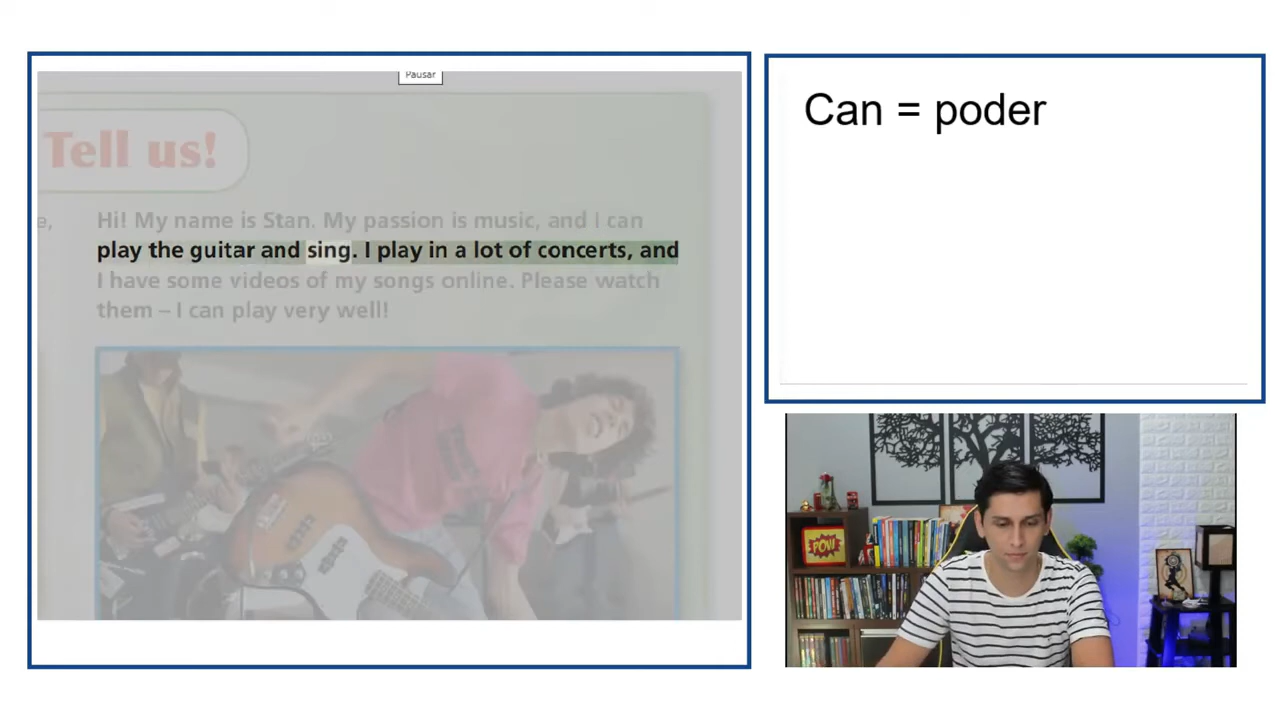 Pausar
Tell us!
e,
Hi! My name is Stan. My passion is music, and I can
play the guitar and sing. I play in a lot of concerts, and
I have some videos of my songs online. Please watch
them – I can play very well!
Can = poder
POW!